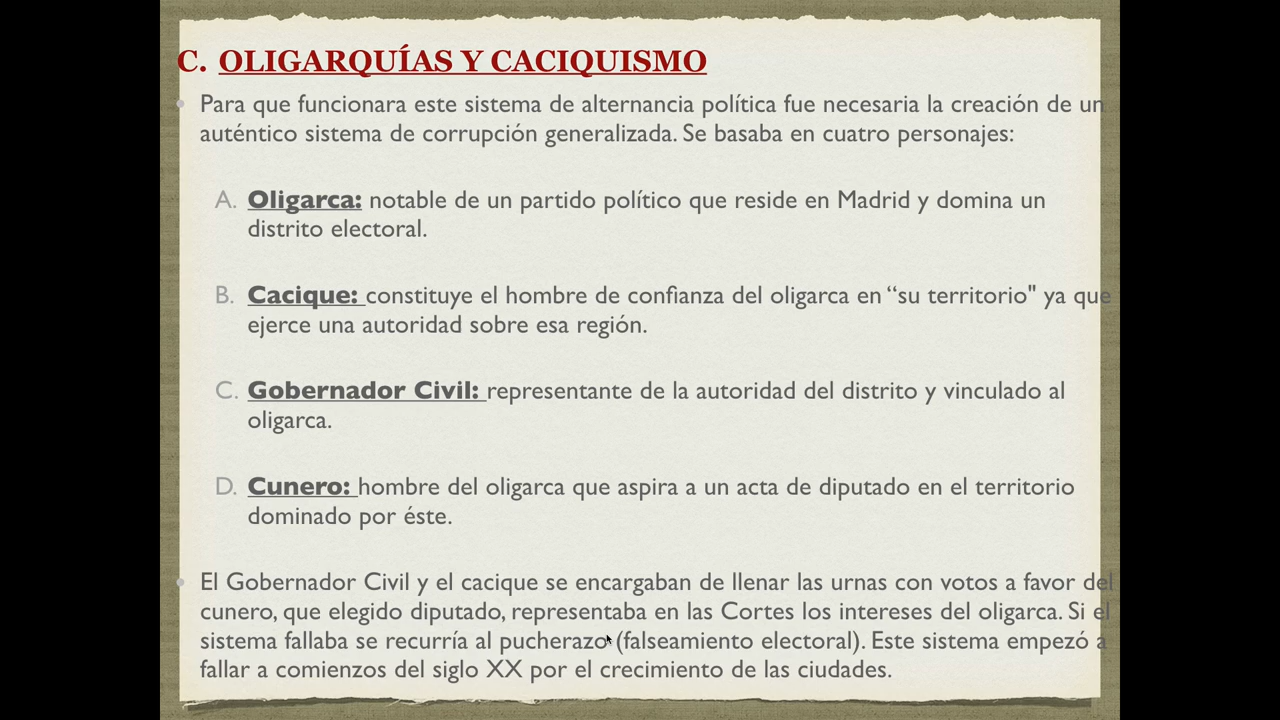 C. OLIGARQUÍAS Y CACIQUISMO
• Para que funcionara este sistema de alternancia política fue necesaria la creación de un
auténtico sistema de corrupción generalizada. Se basaba en cuatro personajes:
A. Oligarca: notable de un partido político que reside en Madrid y domina un
distrito electoral.
B. Cacique: constituye el hombre de confianza del oligarca en “su territorio" ya que
ejerce una autoridad sobre esa región.
C. Gobernador Civil: representante de la autoridad del distrito y vinculado al
oligarca.
D. Cunero: hombre del oligarca que aspira a un acta de diputado en el territorio
dominado por éste.
• El Gobernador Civil y el cacique se encargaban de llenar las urnas con votos a favor del
cunero, que elegido diputado, representaba en las Cortes los intereses del oligarca. Si el
sistema fallaba se recurría al pucherazo (falseamiento electoral). Este sistema empezó a
fallar a comienzos del siglo XX por el crecimiento de las ciudades.